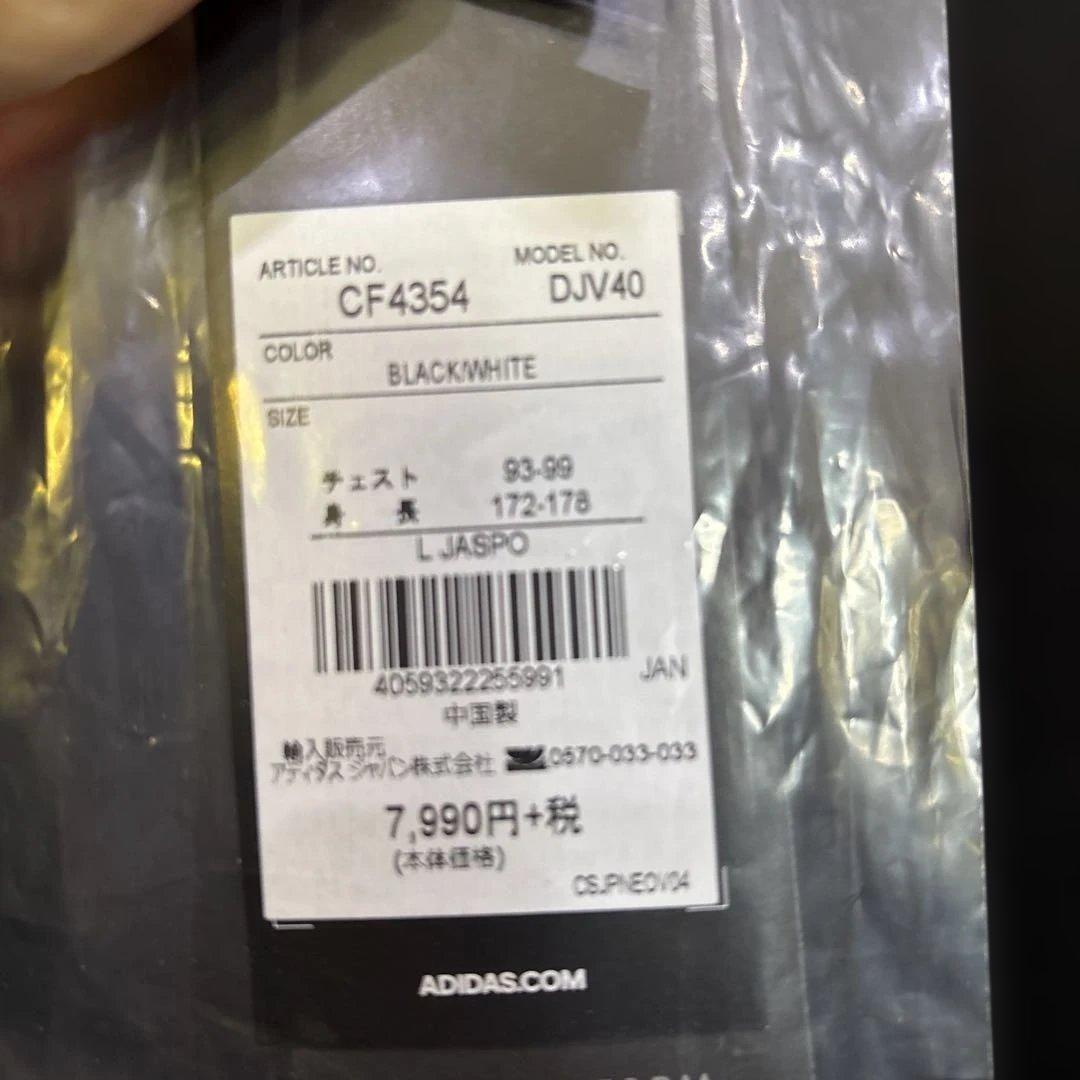 ARTICLE NO. MODEL NO.
CF4354 DJV40
COLOR
BLACK/WHITE
SIZE
チェスト 93-99
身 長 172-178
L JASPO
4059322255991 JAN
中国製
輸入販売元
アディダス ジャパン株式会社 0570-033-033
7,990円+税
(本体価格)
CSJPNEOV04
ADIDAS.COM